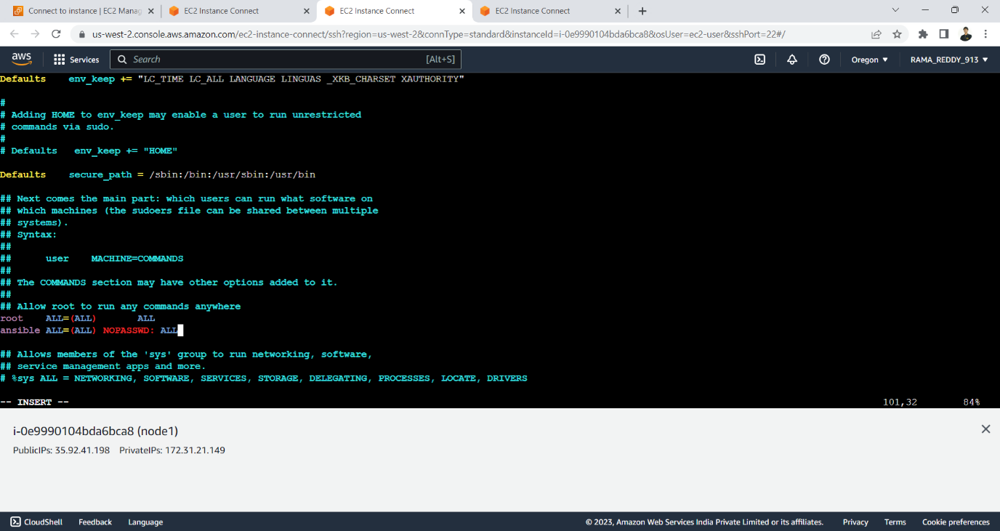 Connect to instance | EC2 Manag
EC2 Instance Connect
EC2 Instance Connect
EC2 Instance Connect
us-west-2.console.aws.amazon.com/ec2-instance-connect/ssh?region=us-west-2&connType=standard&instanceId=i-0e9990104bda6bca8&osUser=ec2-user&sshPort=22#/
aws Services Search [Alt+S] Oregon RAMA_REDDY_913
Defaults    env_keep += "LC_TIME LC_ALL LANGUAGE LINGUAS _XKB_CHARSET XAUTHORITY"
#
# Adding HOME to env_keep may enable a user to run unrestricted
# commands via sudo.
#
# Defaults   env_keep += "HOME"
Defaults    secure_path = /sbin:/bin:/usr/sbin:/usr/bin
## Next comes the main part: which users can run what software on
## which machines (the sudoers file can be shared between multiple
## systems).
## Syntax:
##
##      user    MACHINE=COMMANDS
##
## The COMMANDS section may have other options added to it.
##
## Allow root to run any commands anywhere
root    ALL=(ALL)       ALL
ansible ALL=(ALL) NOPASSWD: ALL
## Allows members of the 'sys' group to run networking, software,
## service management apps and more.
# %sys ALL = NETWORKING, SOFTWARE, SERVICES, STORAGE, DELEGATING, PROCESSES, LOCATE, DRIVERS
-- INSERT --    101,32    84%
i-0e9990104bda6bca8 (node1)
PublicIPs: 35.92.41.198    PrivateIPs: 172.31.21.149
CloudShell Feedback Language © 2023, Amazon Web Services India Private Limited or its affiliates. Privacy Terms Cookie preferences